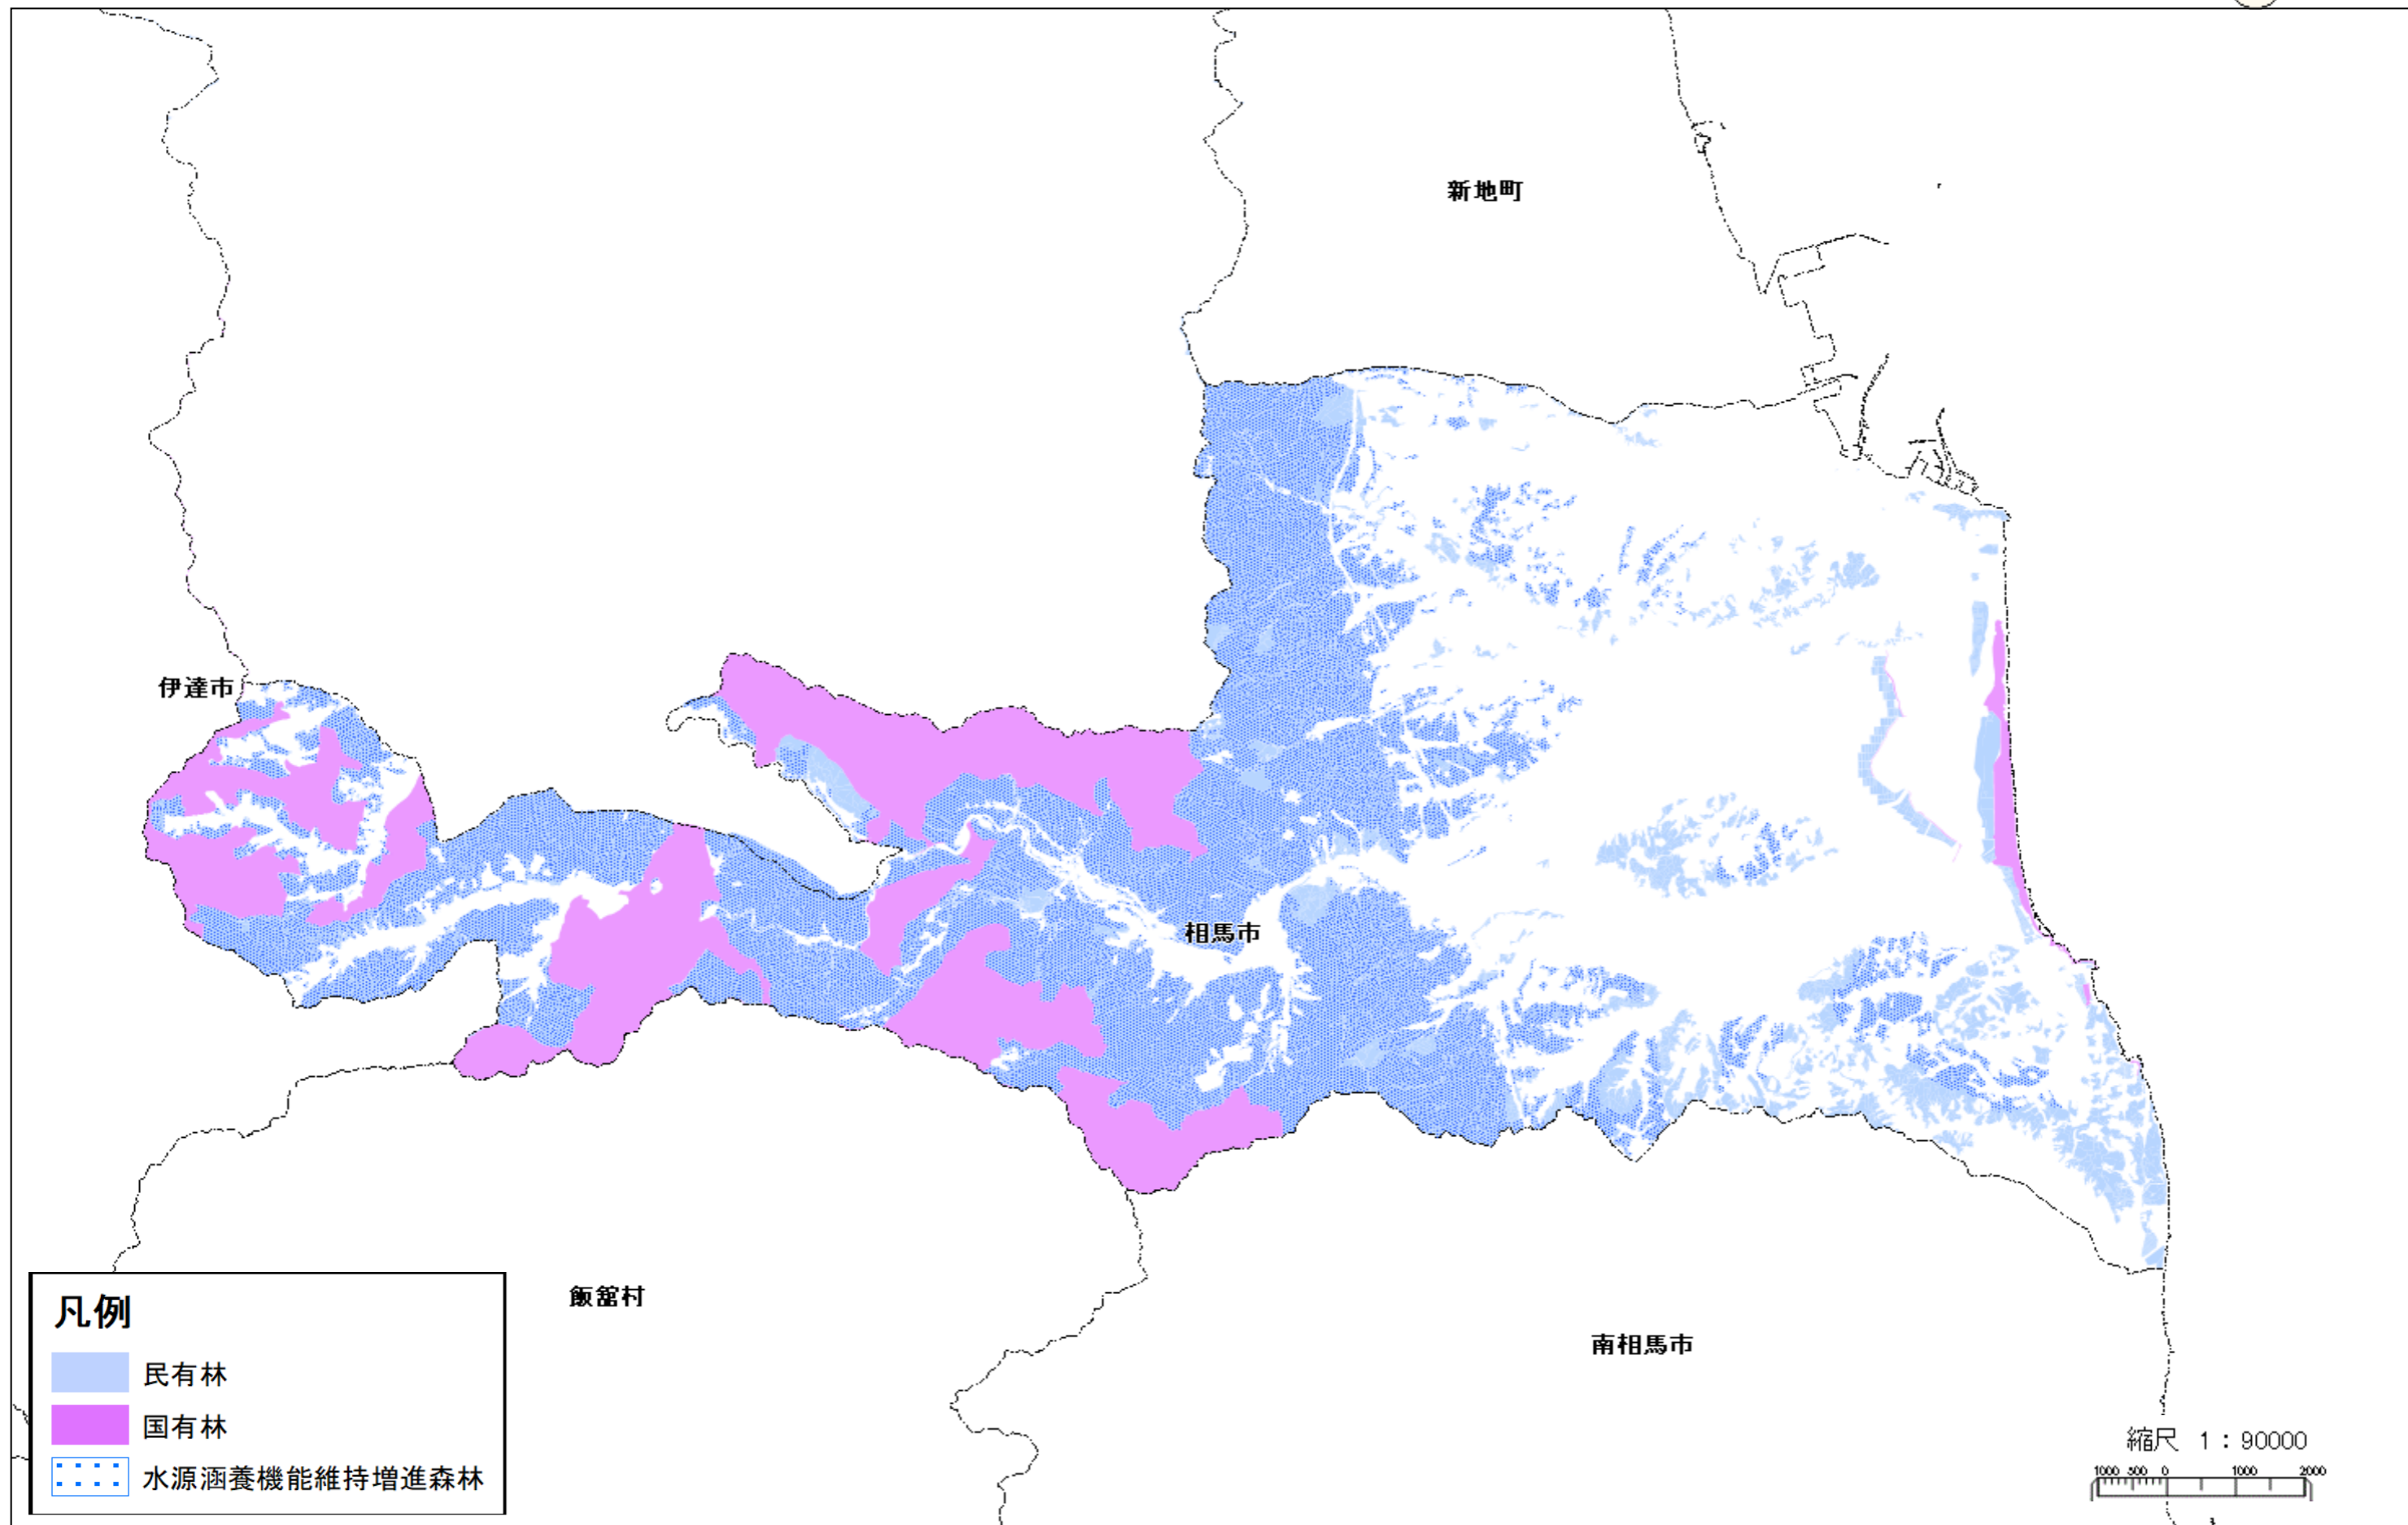 新地町
伊達市
相馬市
飯舘村
南相馬市
凡例
民有林
国有林
水源涵養機能維持増進森林
縮尺 1:90000
1000 500 0 1000 2000